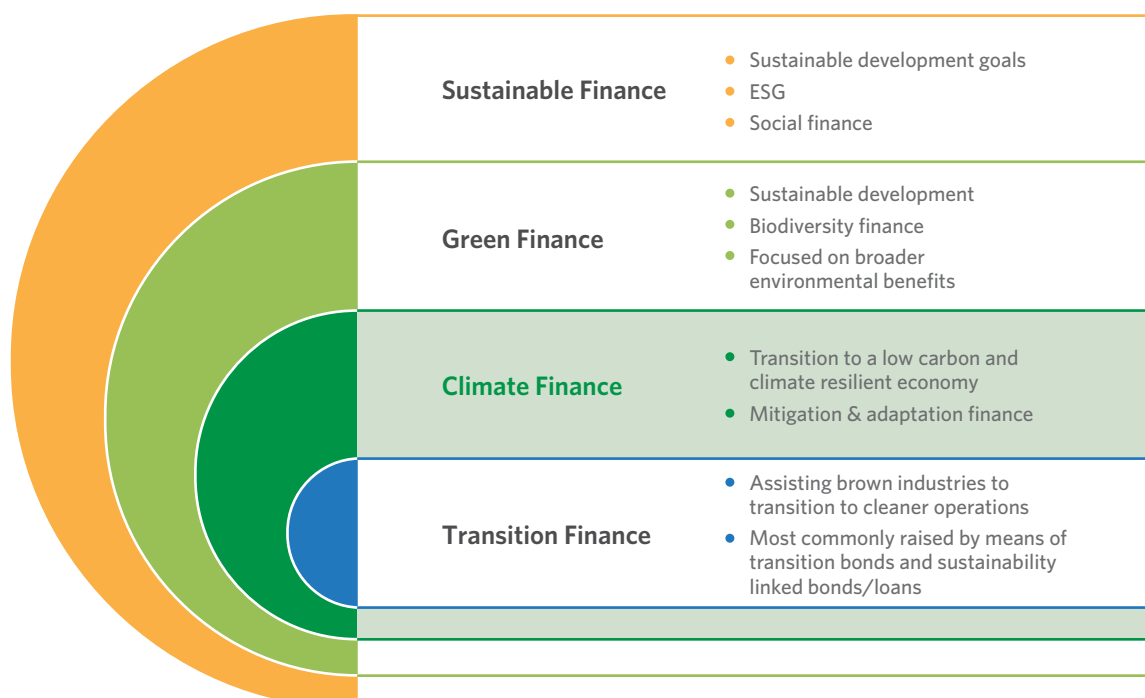 Sustainable Finance
Sustainable development goals
ESG
Social finance
Green Finance
Sustainable development
Biodiversity finance
Focused on broader
environmental benefits
Climate Finance
Transition to a low carbon and
climate resilient economy
Mitigation & adaptation finance
Transition Finance
Assisting brown industries to
transition to cleaner operations
Most commonly raised by means of
transition bonds and sustainability
linked bonds/loans